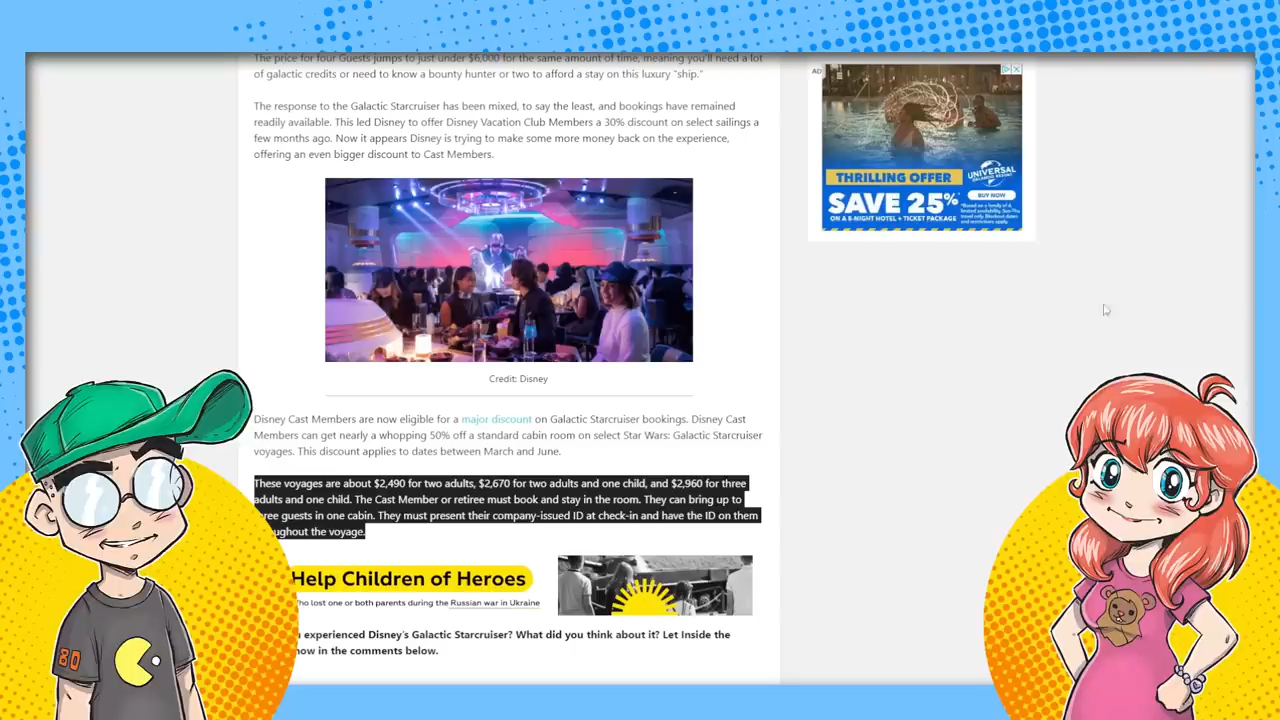 The price for four Guests jumps to just under $6,000 for the same amount of time, meaning you'll need a lot
of galactic credits or need to know a bounty hunter or two to afford a stay on this luxury "ship."
The response to the Galactic Starcruiser has been mixed, to say the least, and bookings have remained
readily available. This led Disney to offer Disney Vacation Club Members a 30% discount on select sailings a
few months ago. Now it appears Disney is trying to make some more money back on the experience,
offering an even bigger discount to Cast Members.
Credit: Disney
Disney Cast Members are now eligible for a major discount on Galactic Starcruiser bookings. Disney Cast
Members can get nearly a whopping 50% off a standard cabin room on select Star Wars: Galactic Starcruiser
voyages. This discount applies to dates between March and June.
These voyages are about $2,490 for two adults, $2,670 for two adults and one child, and $2,960 for three
adults and one child. The Cast Member or retiree must book and stay in the room. They can bring up to
ree guests in one cabin. They must present their company-issued ID at check-in and have the ID on them
ughout the voyage.
Help Children of Heroes
ho lost one or both parents during the Russian war in Ukraine
u experienced Disney's Galactic Starcruiser? What did you think about it? Let Inside the
now in the comments below.
AD
THRILLING OFFER
SAVE 25%*
ON A 8-NIGHT HOTEL + TICKET PACKAGE
UNIVERSAL
ORLANDO RESORT
BUY NOW
80